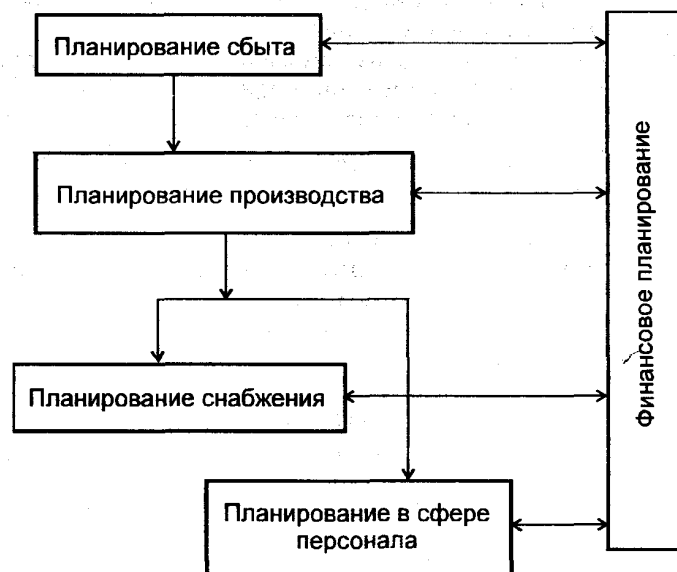 Планирование сбыта
Планирование производства
Планирование снабжения
Планирование в сфере
персонала
Финансовое планирование